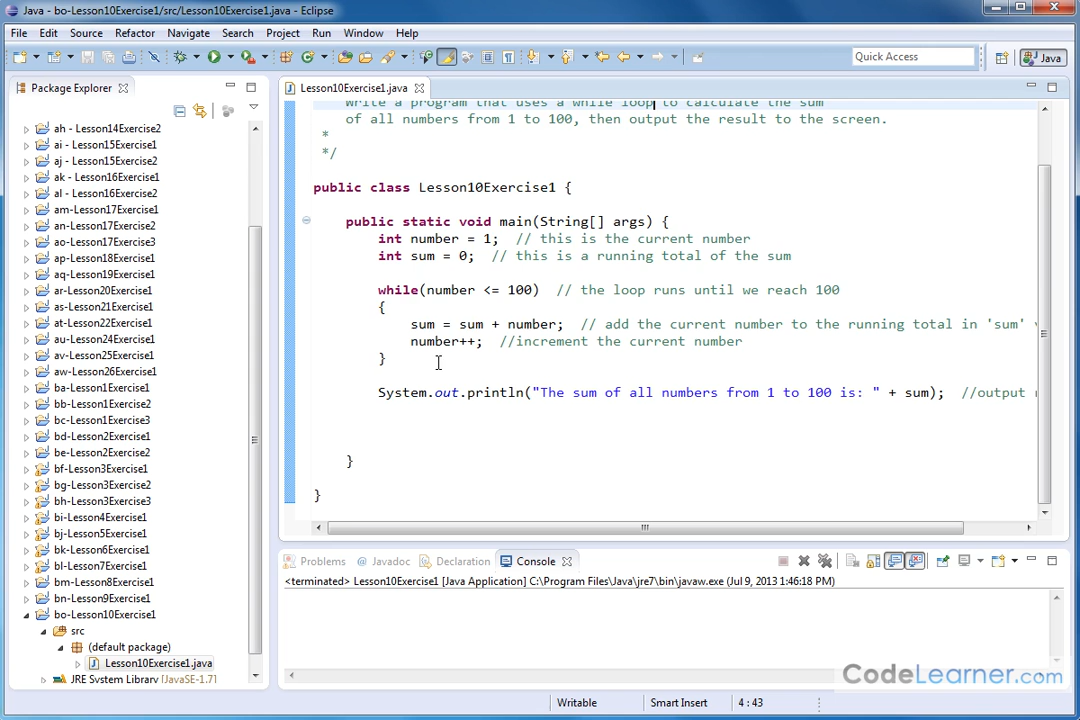 Java - bo-Lesson10Exercise1/src/Lesson10Exercise1.java - Eclipse
File Edit Source Refactor Navigate Search Project Run Window Help
Quick Access
Java
Package Explorer
Lesson10Exercise1.java
ah - Lesson14Exercise2
ai - Lesson15Exercise1
aj - Lesson15Exercise2
ak - Lesson16Exercise1
al - Lesson16Exercise2
am-Lesson17Exercise1
an-Lesson17Exercise2
ao-Lesson17Exercise3
ap-Lesson18Exercise1
aq-Lesson19Exercise1
ar-Lesson20Exercise1
as-Lesson21Exercise1
at-Lesson22Exercise1
au-Lesson24Exercise1
av-Lesson25Exercise1
aw-Lesson26Exercise1
ba-Lesson1Exercise1
bb-Lesson1Exercise2
bc-Lesson1Exercise3
bd-Lesson2Exercise1
be-Lesson2Exercise2
bf-Lesson3Exercise1
bg-Lesson3Exercise2
bh-Lesson3Exercise3
bi-Lesson4Exercise1
bj-Lesson5Exercise1
bk-Lesson6Exercise1
bl-Lesson7Exercise1
bm-Lesson8Exercise1
bn-Lesson9Exercise1
bo-Lesson10Exercise1
src
(default package)
Lesson10Exercise1.java
JRE System Library [JavaSE-1.7]
Write a program that uses a while loop to calculate the sum
of all numbers from 1 to 100, then output the result to the screen.
*
*/
public class Lesson10Exercise1 {
public static void main(String[] args) {
int number = 1; // this is the current number
int sum = 0; // this is a running total of the sum
while(number <= 100) // the loop runs until we reach 100
{
sum = sum + number; // add the current number to the running total in 'sum'
number++; //increment the current number
}
System.out.println("The sum of all numbers from 1 to 100 is: " + sum); //output
}
}
Problems @ Javadoc Declaration Console
<terminated> Lesson10Exercise1 [Java Application] C:\Program Files\Java\jre7\bin\javaw.exe (Jul 9, 2013 1:46:18 PM)
CodeLearner.com
Writable Smart Insert 4 : 43